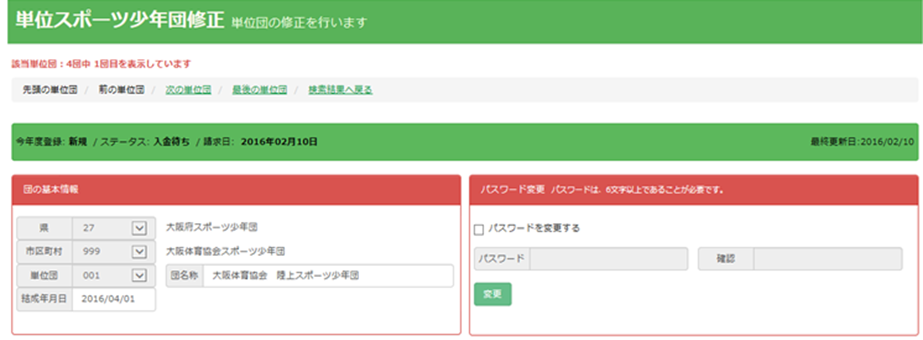 単位スポーツ少年団修正 単位団の修正を行います
該当単位団：4団中 1団目を表示しています
先頭の単位団 / 前の単位団 / 次の単位団 / 最後の単位団 / 検索結果へ戻る
今年度登録: 新規 / ステータス: 入金待ち / 請求日: 2016年02月10日 最終更新日:2016/02/10
団の基本情報
県 27 大阪府スポーツ少年団
市区町村 999 大阪体育協会スポーツ少年団
単位団 001 団名称 大阪体育協会 陸上スポーツ少年団
結成年月日 2016/04/01
パスワード変更 パスワードは、6文字以上であることが必要です。
パスワードを変更する
パスワード 確認
変更